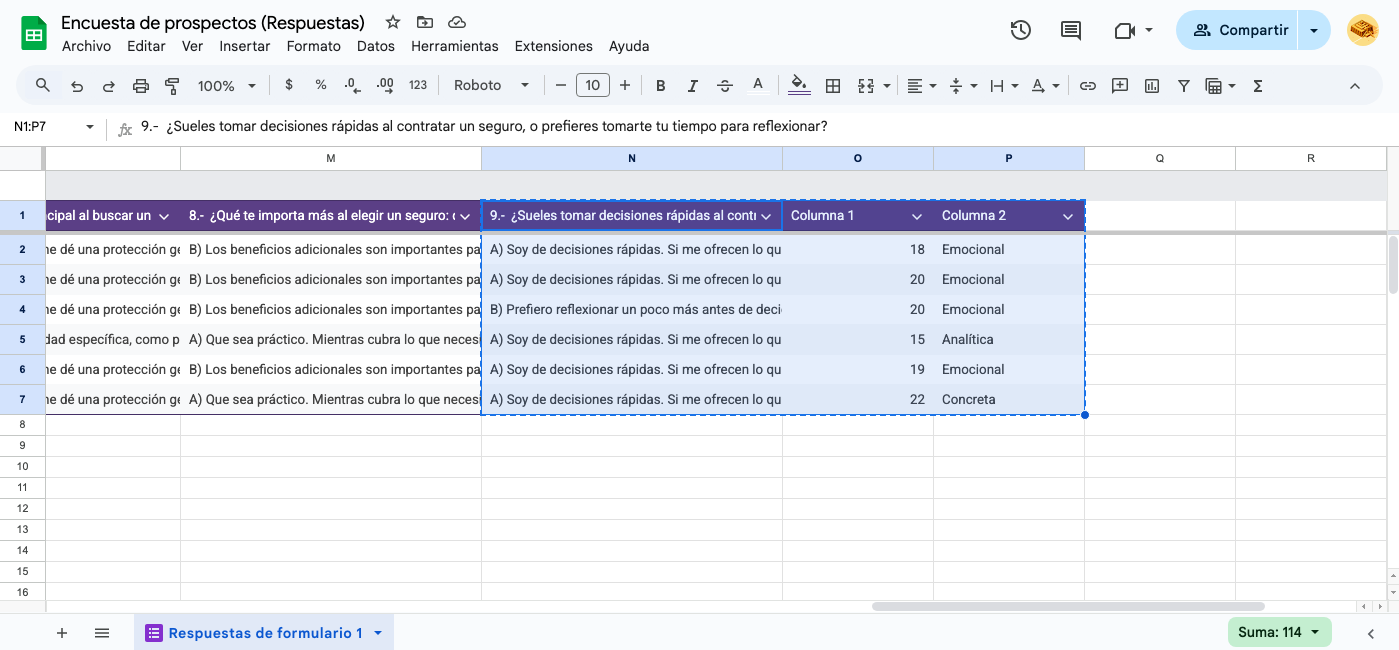 Encuesta de prospectos (Respuestas)
Archivo Editar Ver Insertar Formato Datos Herramientas Extensiones Ayuda
Compartir
100% $ % .0 .00 123 Roboto 10 B I S A A Σ
N1:P7 fx 9.- ¿Sueles tomar decisiones rápidas al contratar un seguro, o prefieres tomarte tu tiempo para reflexionar?
M N O P Q R
1 cipal al buscar un 8.- ¿Qué te importa más al elegir un seguro: 9.- ¿Sueles tomar decisiones rápidas al contr Columna 1 Columna 2
2 ne dé una protección ge B) Los beneficios adicionales son importantes pa A) Soy de decisiones rápidas. Si me ofrecen lo qu 18 Emocional
3 ne dé una protección ge B) Los beneficios adicionales son importantes pa A) Soy de decisiones rápidas. Si me ofrecen lo qu 20 Emocional
4 ne dé una protección ge B) Los beneficios adicionales son importantes pa B) Prefiero reflexionar un poco más antes de deci 20 Emocional
5 dad específica, como p A) Que sea práctico. Mientras cubra lo que neces A) Soy de decisiones rápidas. Si me ofrecen lo qu 15 Analítica
6 ne dé una protección ge B) Los beneficios adicionales son importantes pa A) Soy de decisiones rápidas. Si me ofrecen lo qu 19 Emocional
7 ne dé una protección ge A) Que sea práctico. Mientras cubra lo que neces A) Soy de decisiones rápidas. Si me ofrecen lo qu 22 Concreta
8
9
10
11
12
13
14
15
16
Respuestas de formulario 1 Suma: 114